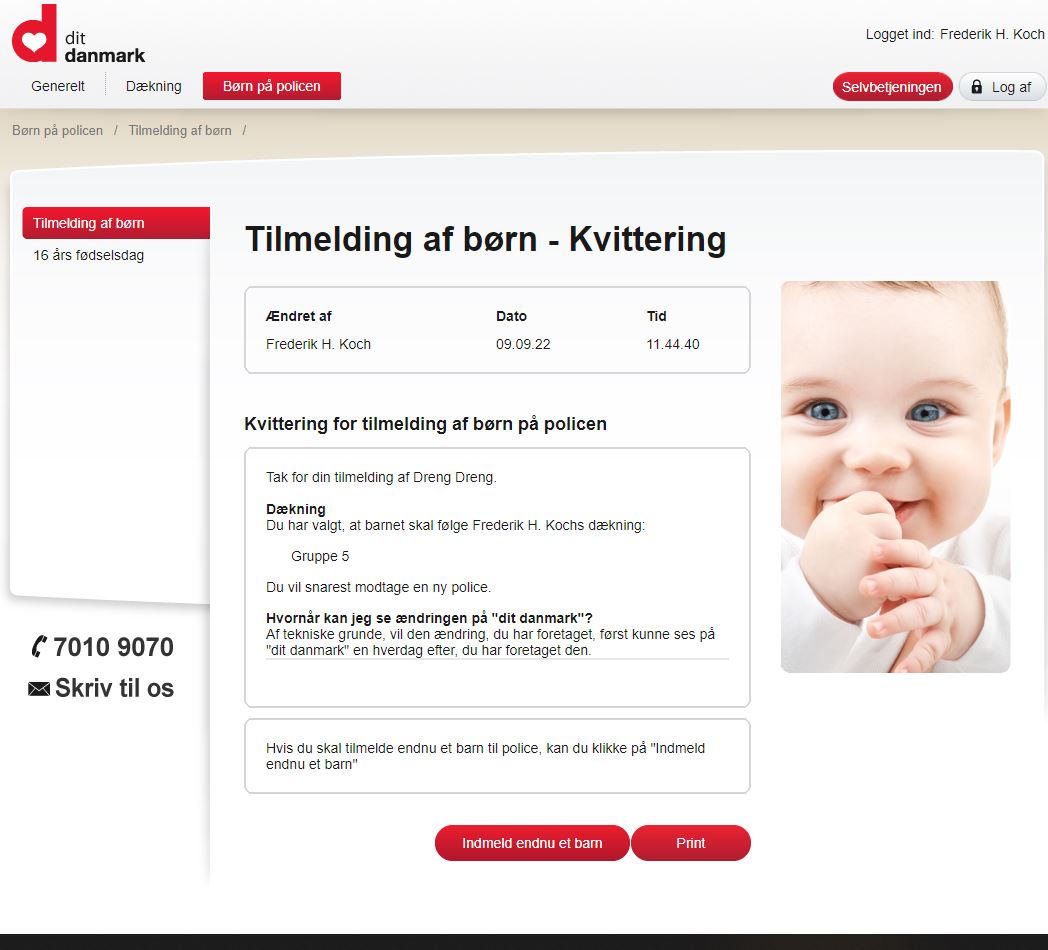 dit
danmark
Logget ind: Frederik H. Koch
Generelt
Dækning
Børn på policen
Selvbetjeningen
Log af
Børn på policen / Tilmelding af børn /
Tilmelding af børn
16 års fødselsdag
Tilmelding af børn - Kvittering
Ændret af Dato Tid
Frederik H. Koch 09.09.22 11.44.40
Kvittering for tilmelding af børn på policen
Tak for din tilmelding af Dreng Dreng.
Dækning
Du har valgt, at barnet skal følge Frederik H. Kochs dækning:
Gruppe 5
Du vil snarest modtage en ny police.
Hvornår kan jeg se ændringen på "dit danmark"?
Af tekniske grunde, vil den ændring, du har foretaget, først kunne ses på
"dit danmark" en hverdag efter, du har foretaget den.
7010 9070
Skriv til os
Hvis du skal tilmelde endnu et barn til police, kan du klikke på "Indmeld
endnu et barn"
Indmeld endnu et barn
Print